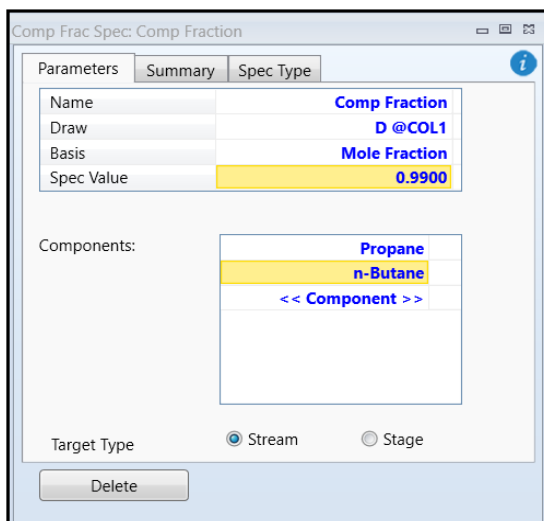 Comp Frac Spec: Comp Fraction
Parameters Summary Spec Type i
Name Comp Fraction
Draw D @COL1
Basis Mole Fraction
Spec Value 0.9900
Components: Propane
n-Butane
<< Component >>
Target Type Stream Stage
Delete